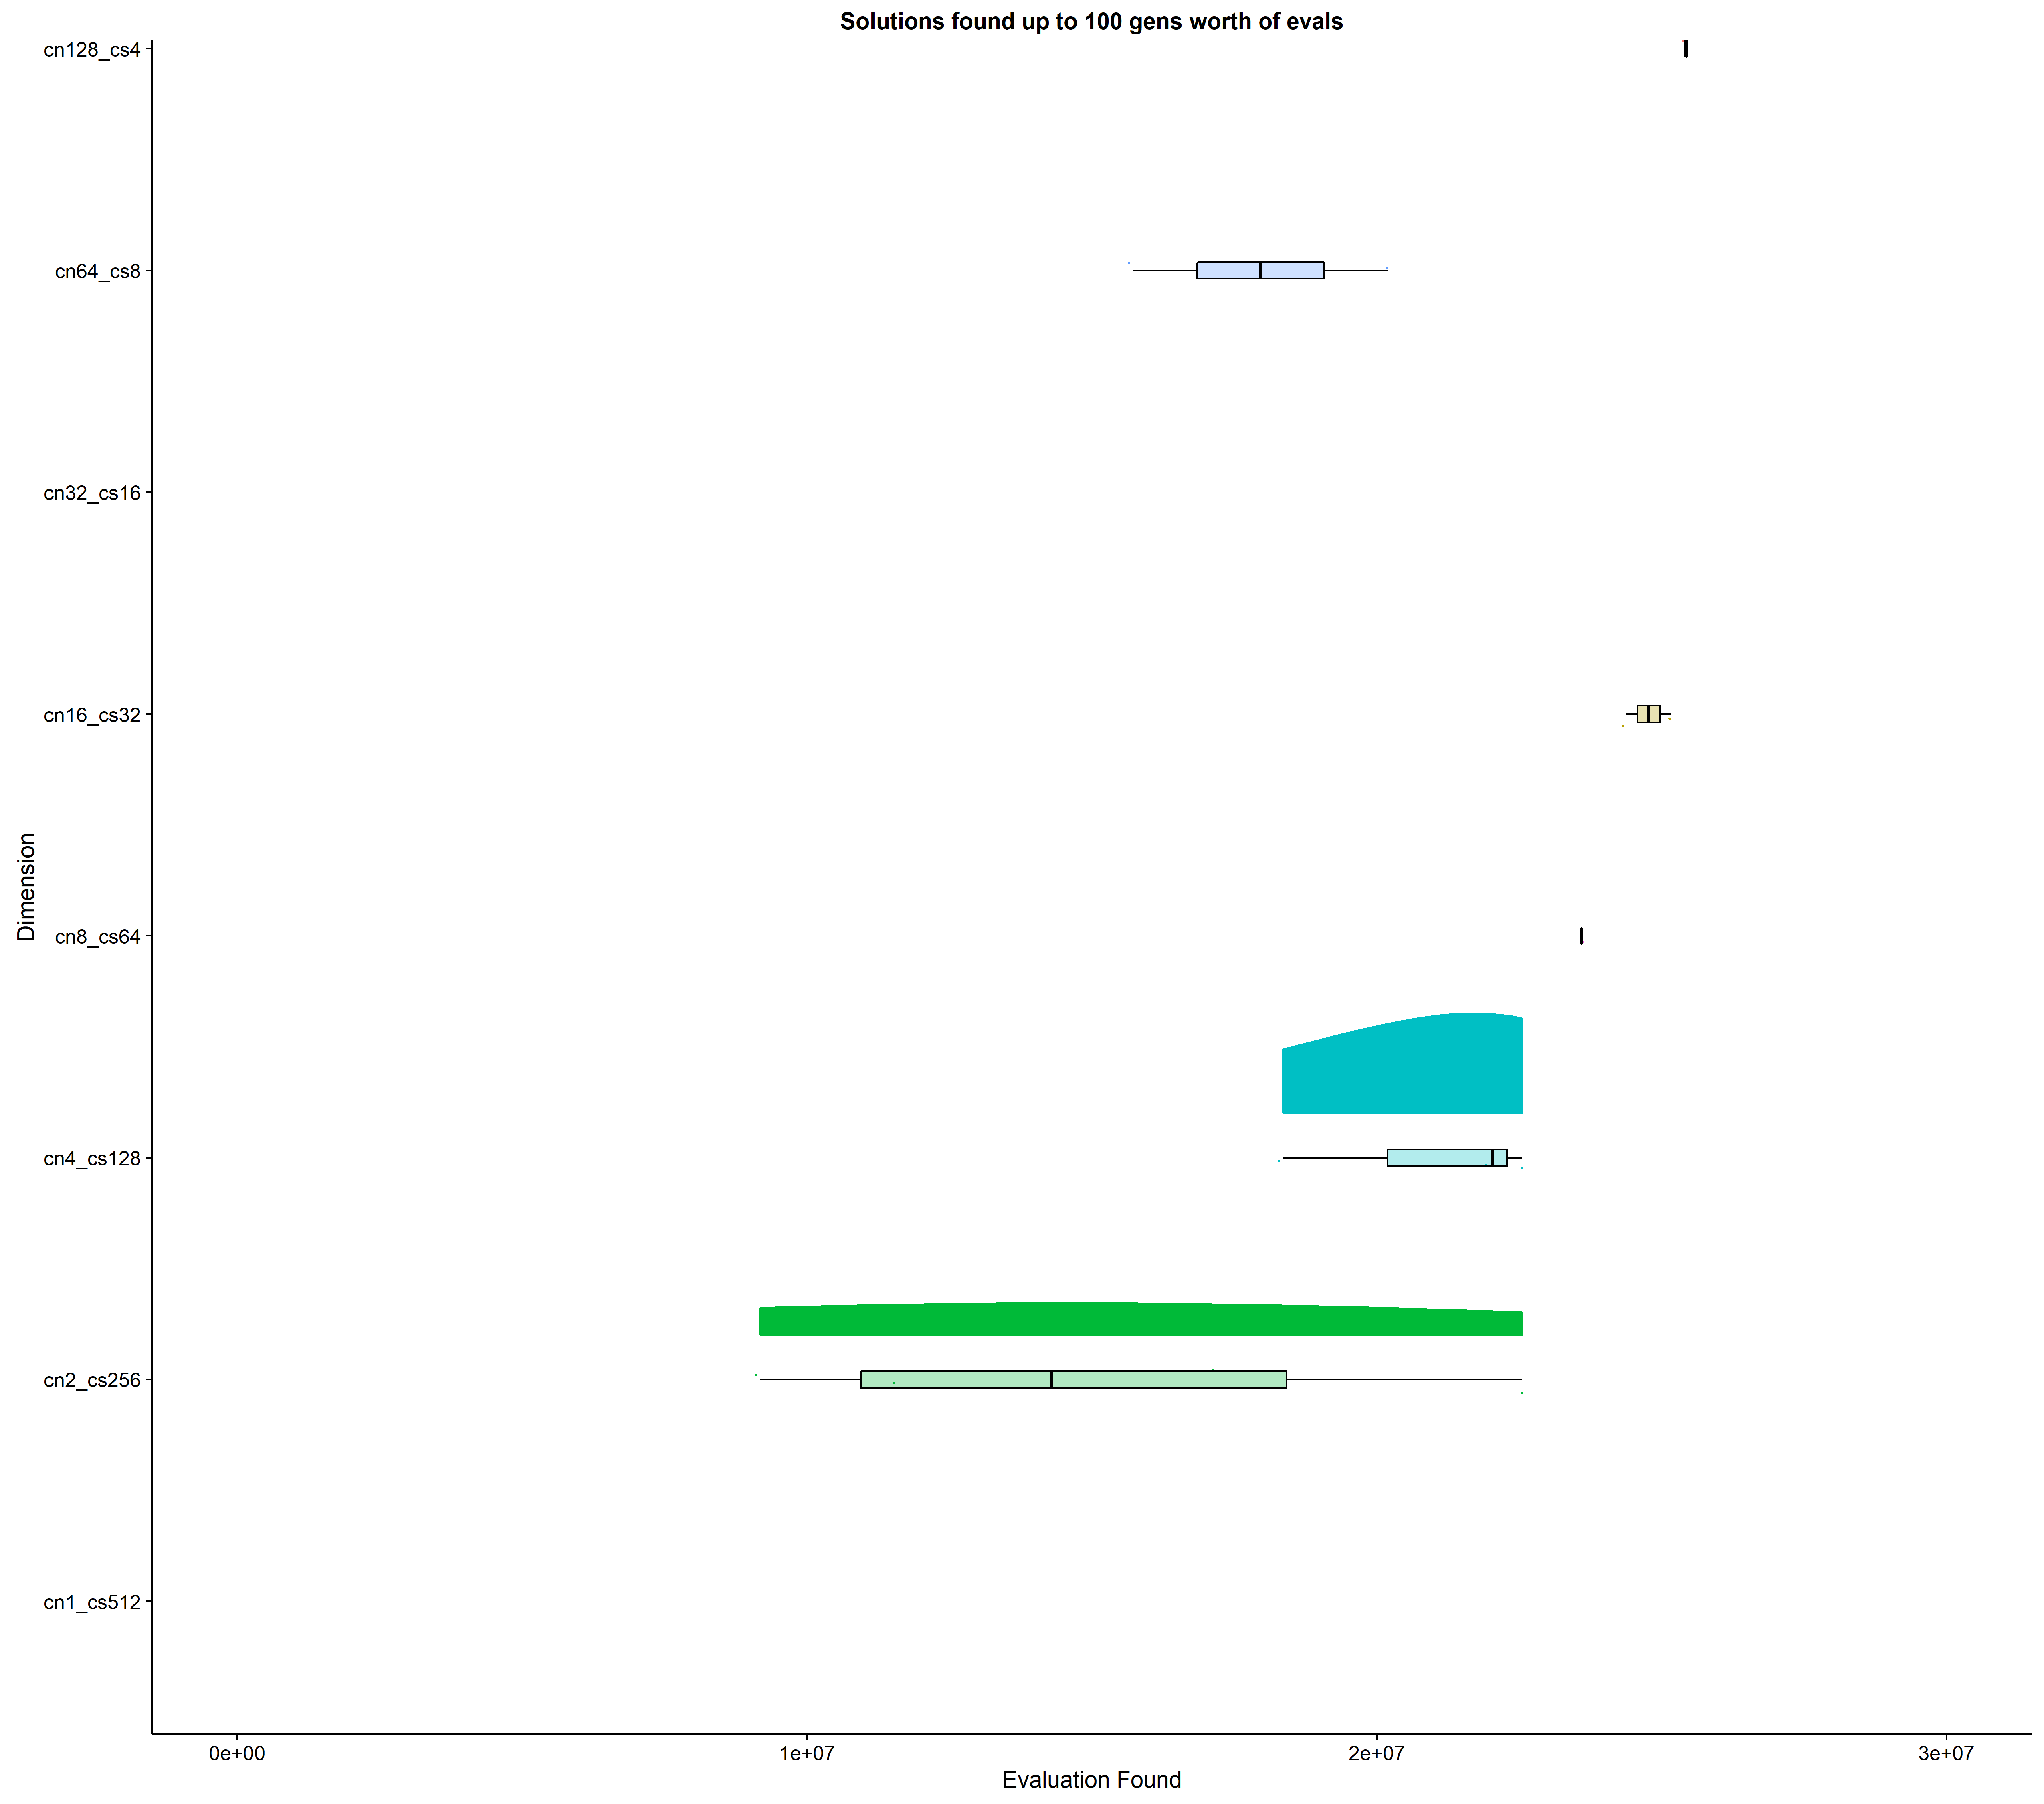 Solutions found up to 100 gens worth of evals
cn128_cs4
cn64_cs8
cn32_cs16
cn16_cs32
Dimension
cn8_cs64
cn4_cs128
cn2_cs256
cn1_cs512
0e+00 1e+07 2e+07 3e+07
Evaluation Found